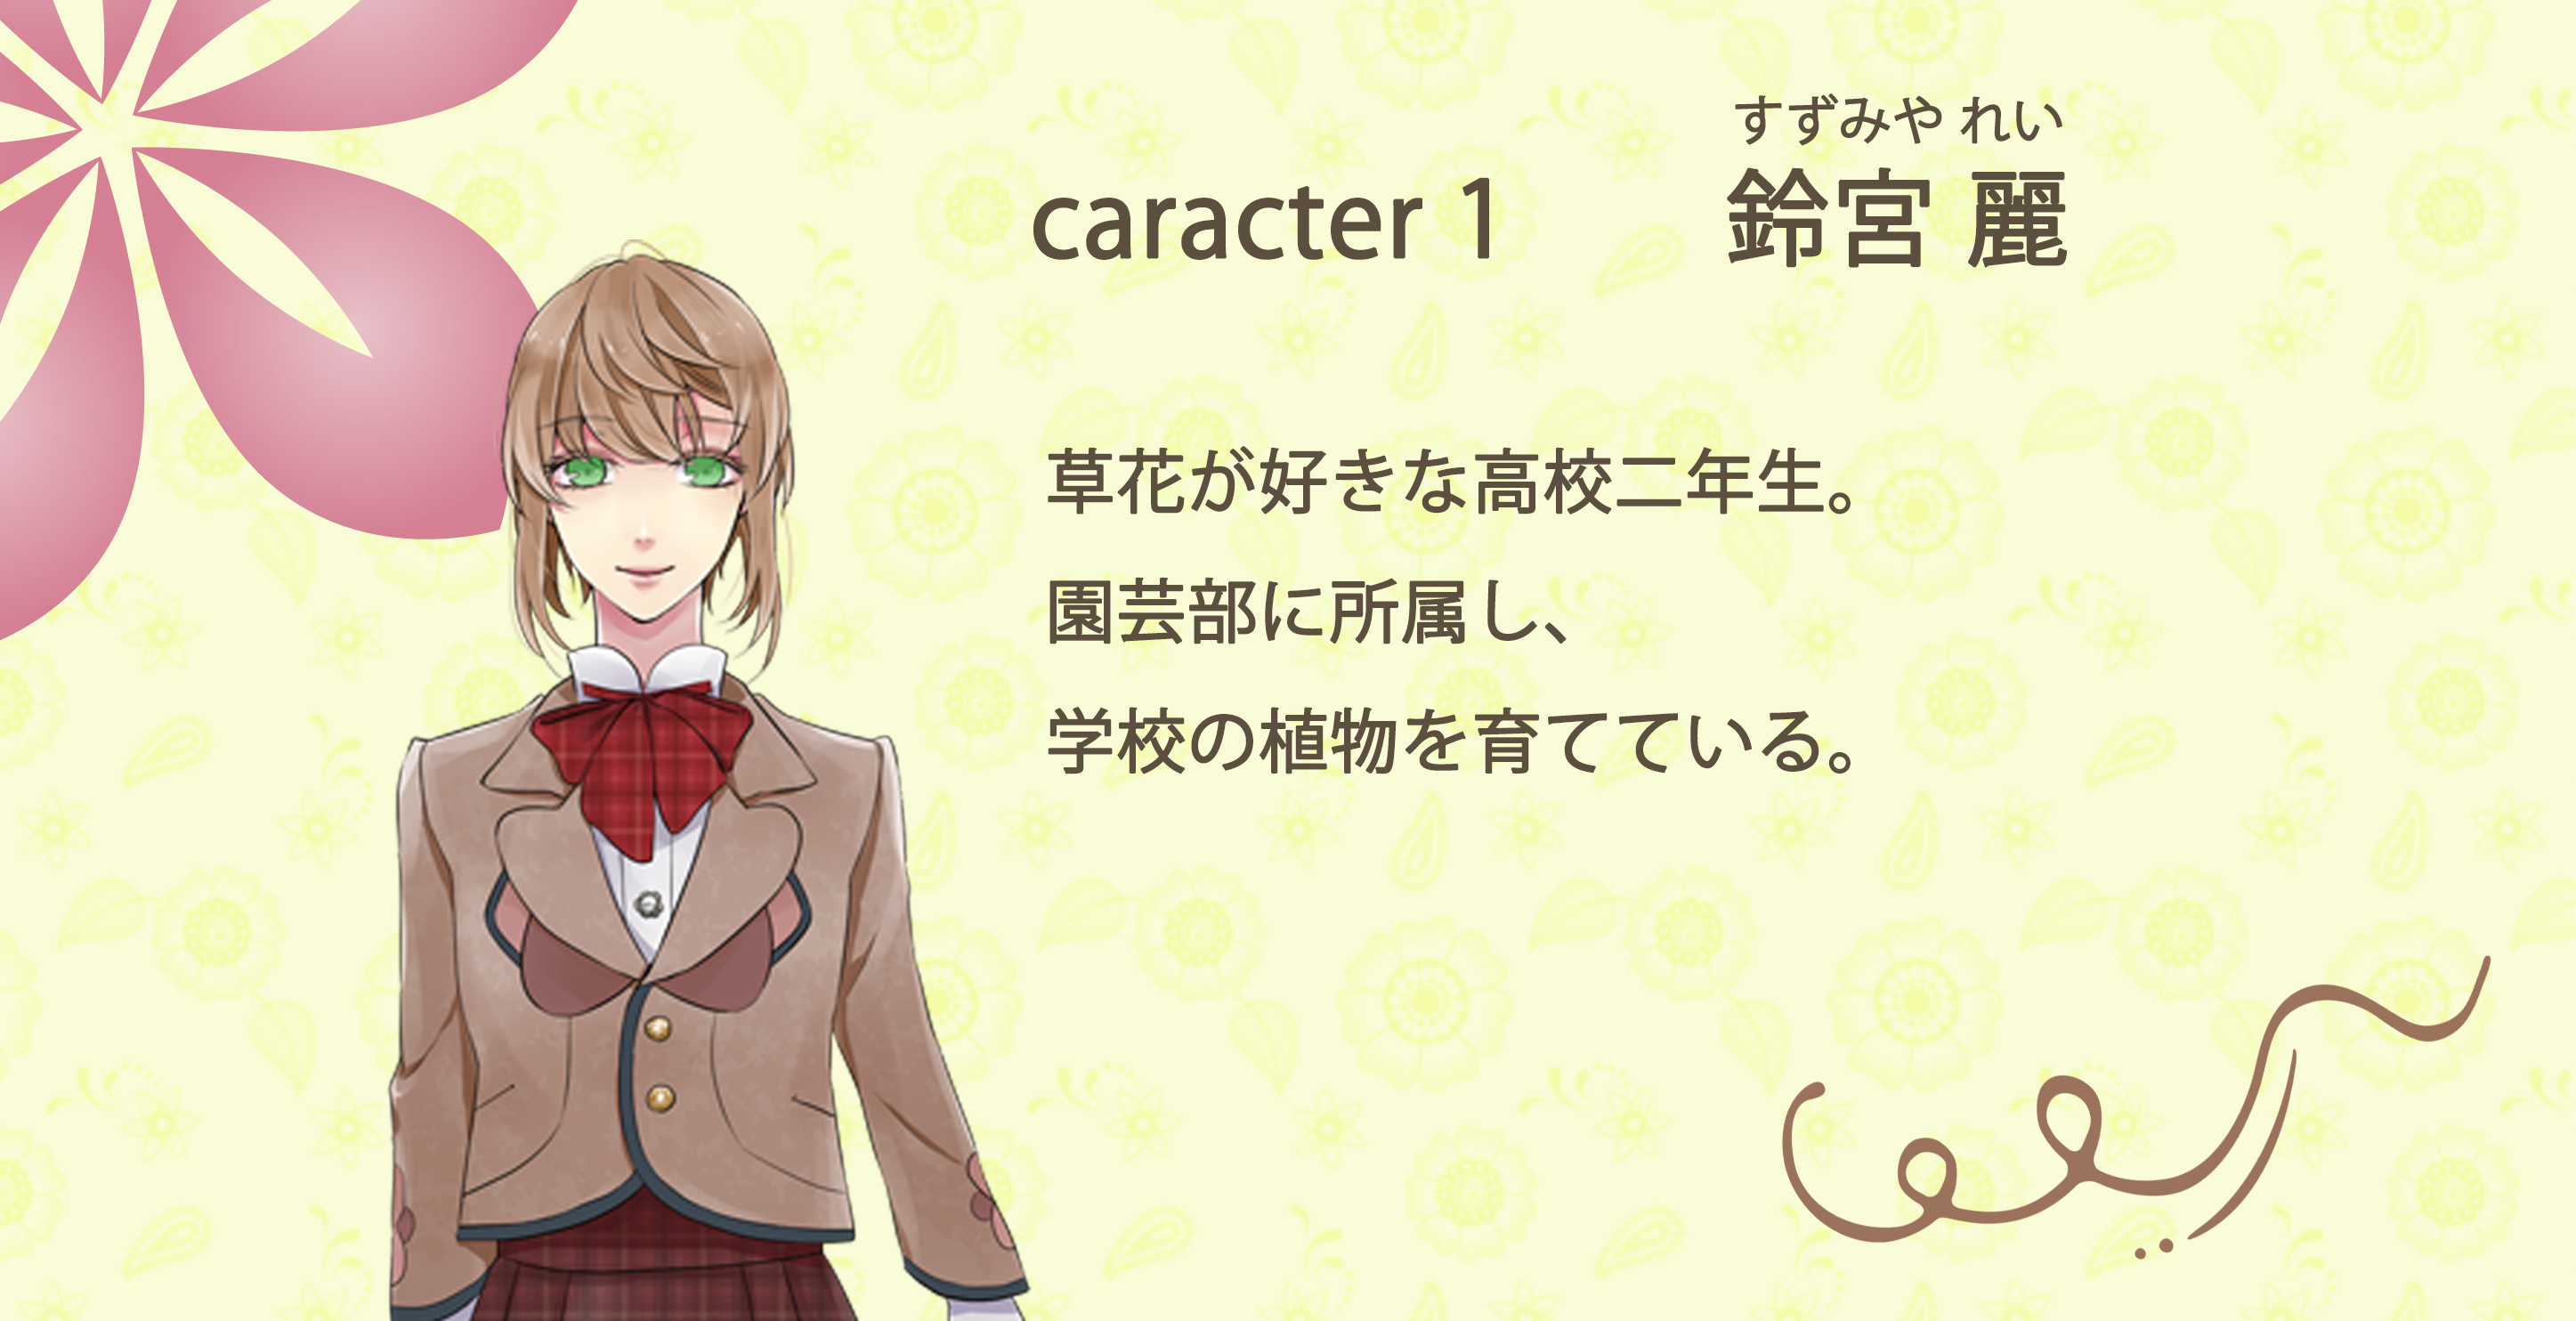 すずみや れい
caracter 1 鈴宮 麗
草花が好きな高校二年生。
園芸部に所属し、
学校の植物を育てている。